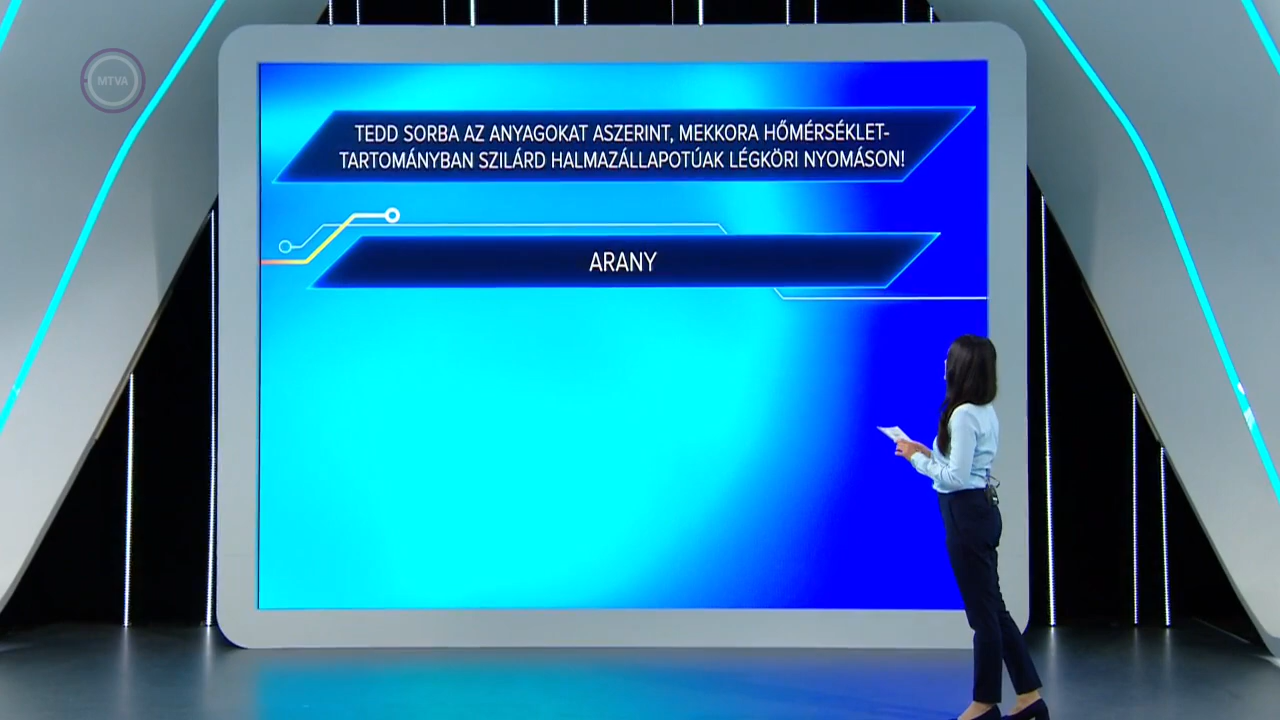 MTVA
TEDD SORBA AZ ANYAGOKAT ASZERINT, MEKKORA HŐMÉRSÉKLET-
TARTOMÁNYBAN SZILÁRD HALMAZÁLLAPOTÚAK LÉGKÖRI NYOMÁSON!
ARANY